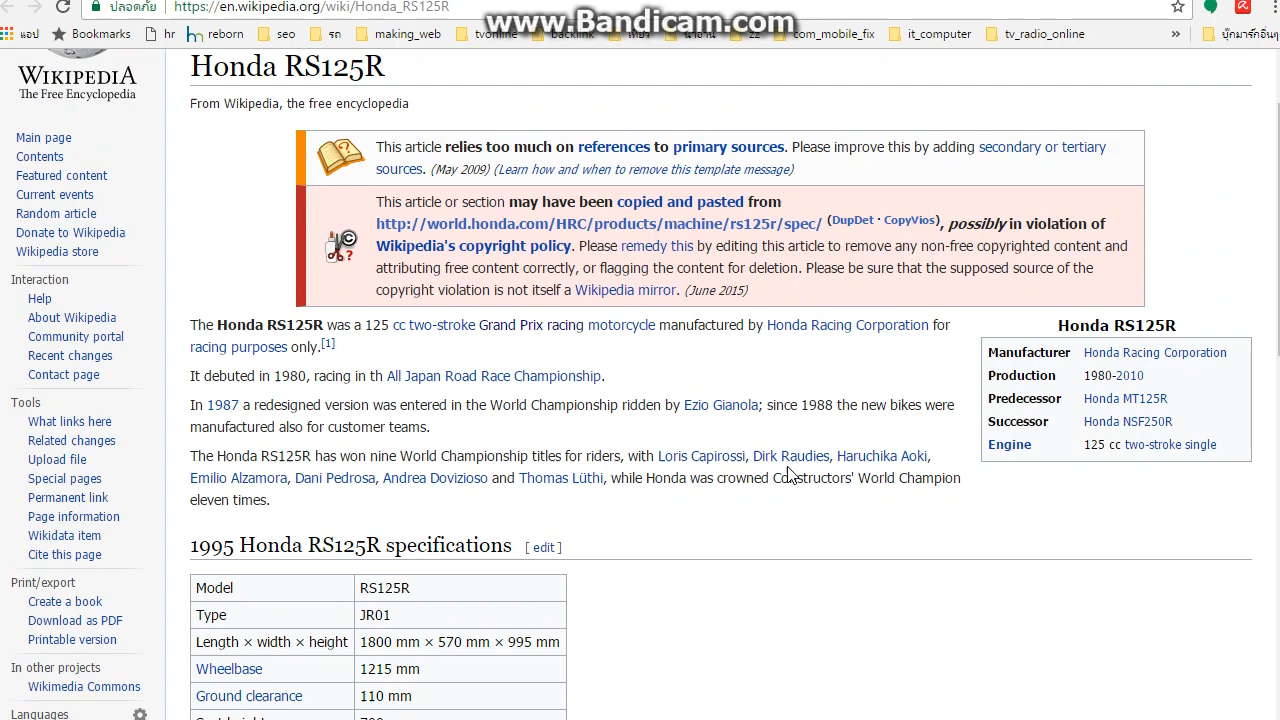 ปลอดภัย https://en.wikipedia.org/wiki/Honda_RS125R
www.Bandicam.com
แอป Bookmarks hr reborn seo รถ making_web tvonline backlink เที่ยว zz com_mobile_fix it_computer tv_radio_online » บุ๊กมาร์กอื่นๆ
WIKIPEDIA
The Free Encyclopedia
Main page
Contents
Featured content
Current events
Random article
Donate to Wikipedia
Wikipedia store
Interaction
Help
About Wikipedia
Community portal
Recent changes
Contact page
Tools
What links here
Related changes
Upload file
Special pages
Permanent link
Page information
Wikidata item
Cite this page
Print/export
Create a book
Download as PDF
Printable version
In other projects
Wikimedia Commons
Languages
Honda RS125R
From Wikipedia, the free encyclopedia
This article relies too much on references to primary sources. Please improve this by adding secondary or tertiary
sources. (May 2009) (Learn how and when to remove this template message)
This article or section may have been copied and pasted from
http://world.honda.com/HRC/products/machine/rs125r/spec/ (DupDet · CopyVios), possibly in violation of
Wikipedia's copyright policy. Please remedy this by editing this article to remove any non-free copyrighted content and
attributing free content correctly, or flagging the content for deletion. Please be sure that the supposed source of the
copyright violation is not itself a Wikipedia mirror. (June 2015)
The Honda RS125R was a 125 cc two-stroke Grand Prix racing motorcycle manufactured by Honda Racing Corporation for
racing purposes only.[1]
It debuted in 1980, racing in th All Japan Road Race Championship.
In 1987 a redesigned version was entered in the World Championship ridden by Ezio Gianola; since 1988 the new bikes were
manufactured also for customer teams.
The Honda RS125R has won nine World Championship titles for riders, with Loris Capirossi, Dirk Raudies, Haruchika Aoki,
Emilio Alzamora, Dani Pedrosa, Andrea Dovizioso and Thomas Lüthi, while Honda was crowned Constructors' World Champion
eleven times.
Honda RS125R
Manufacturer Honda Racing Corporation
Production 1980-2010
Predecessor Honda MT125R
Successor Honda NSF250R
Engine 125 cc two-stroke single
1995 Honda RS125R specifications [ edit ]
Model RS125R
Type JR01
Length × width × height 1800 mm × 570 mm × 995 mm
Wheelbase 1215 mm
Ground clearance 110 mm